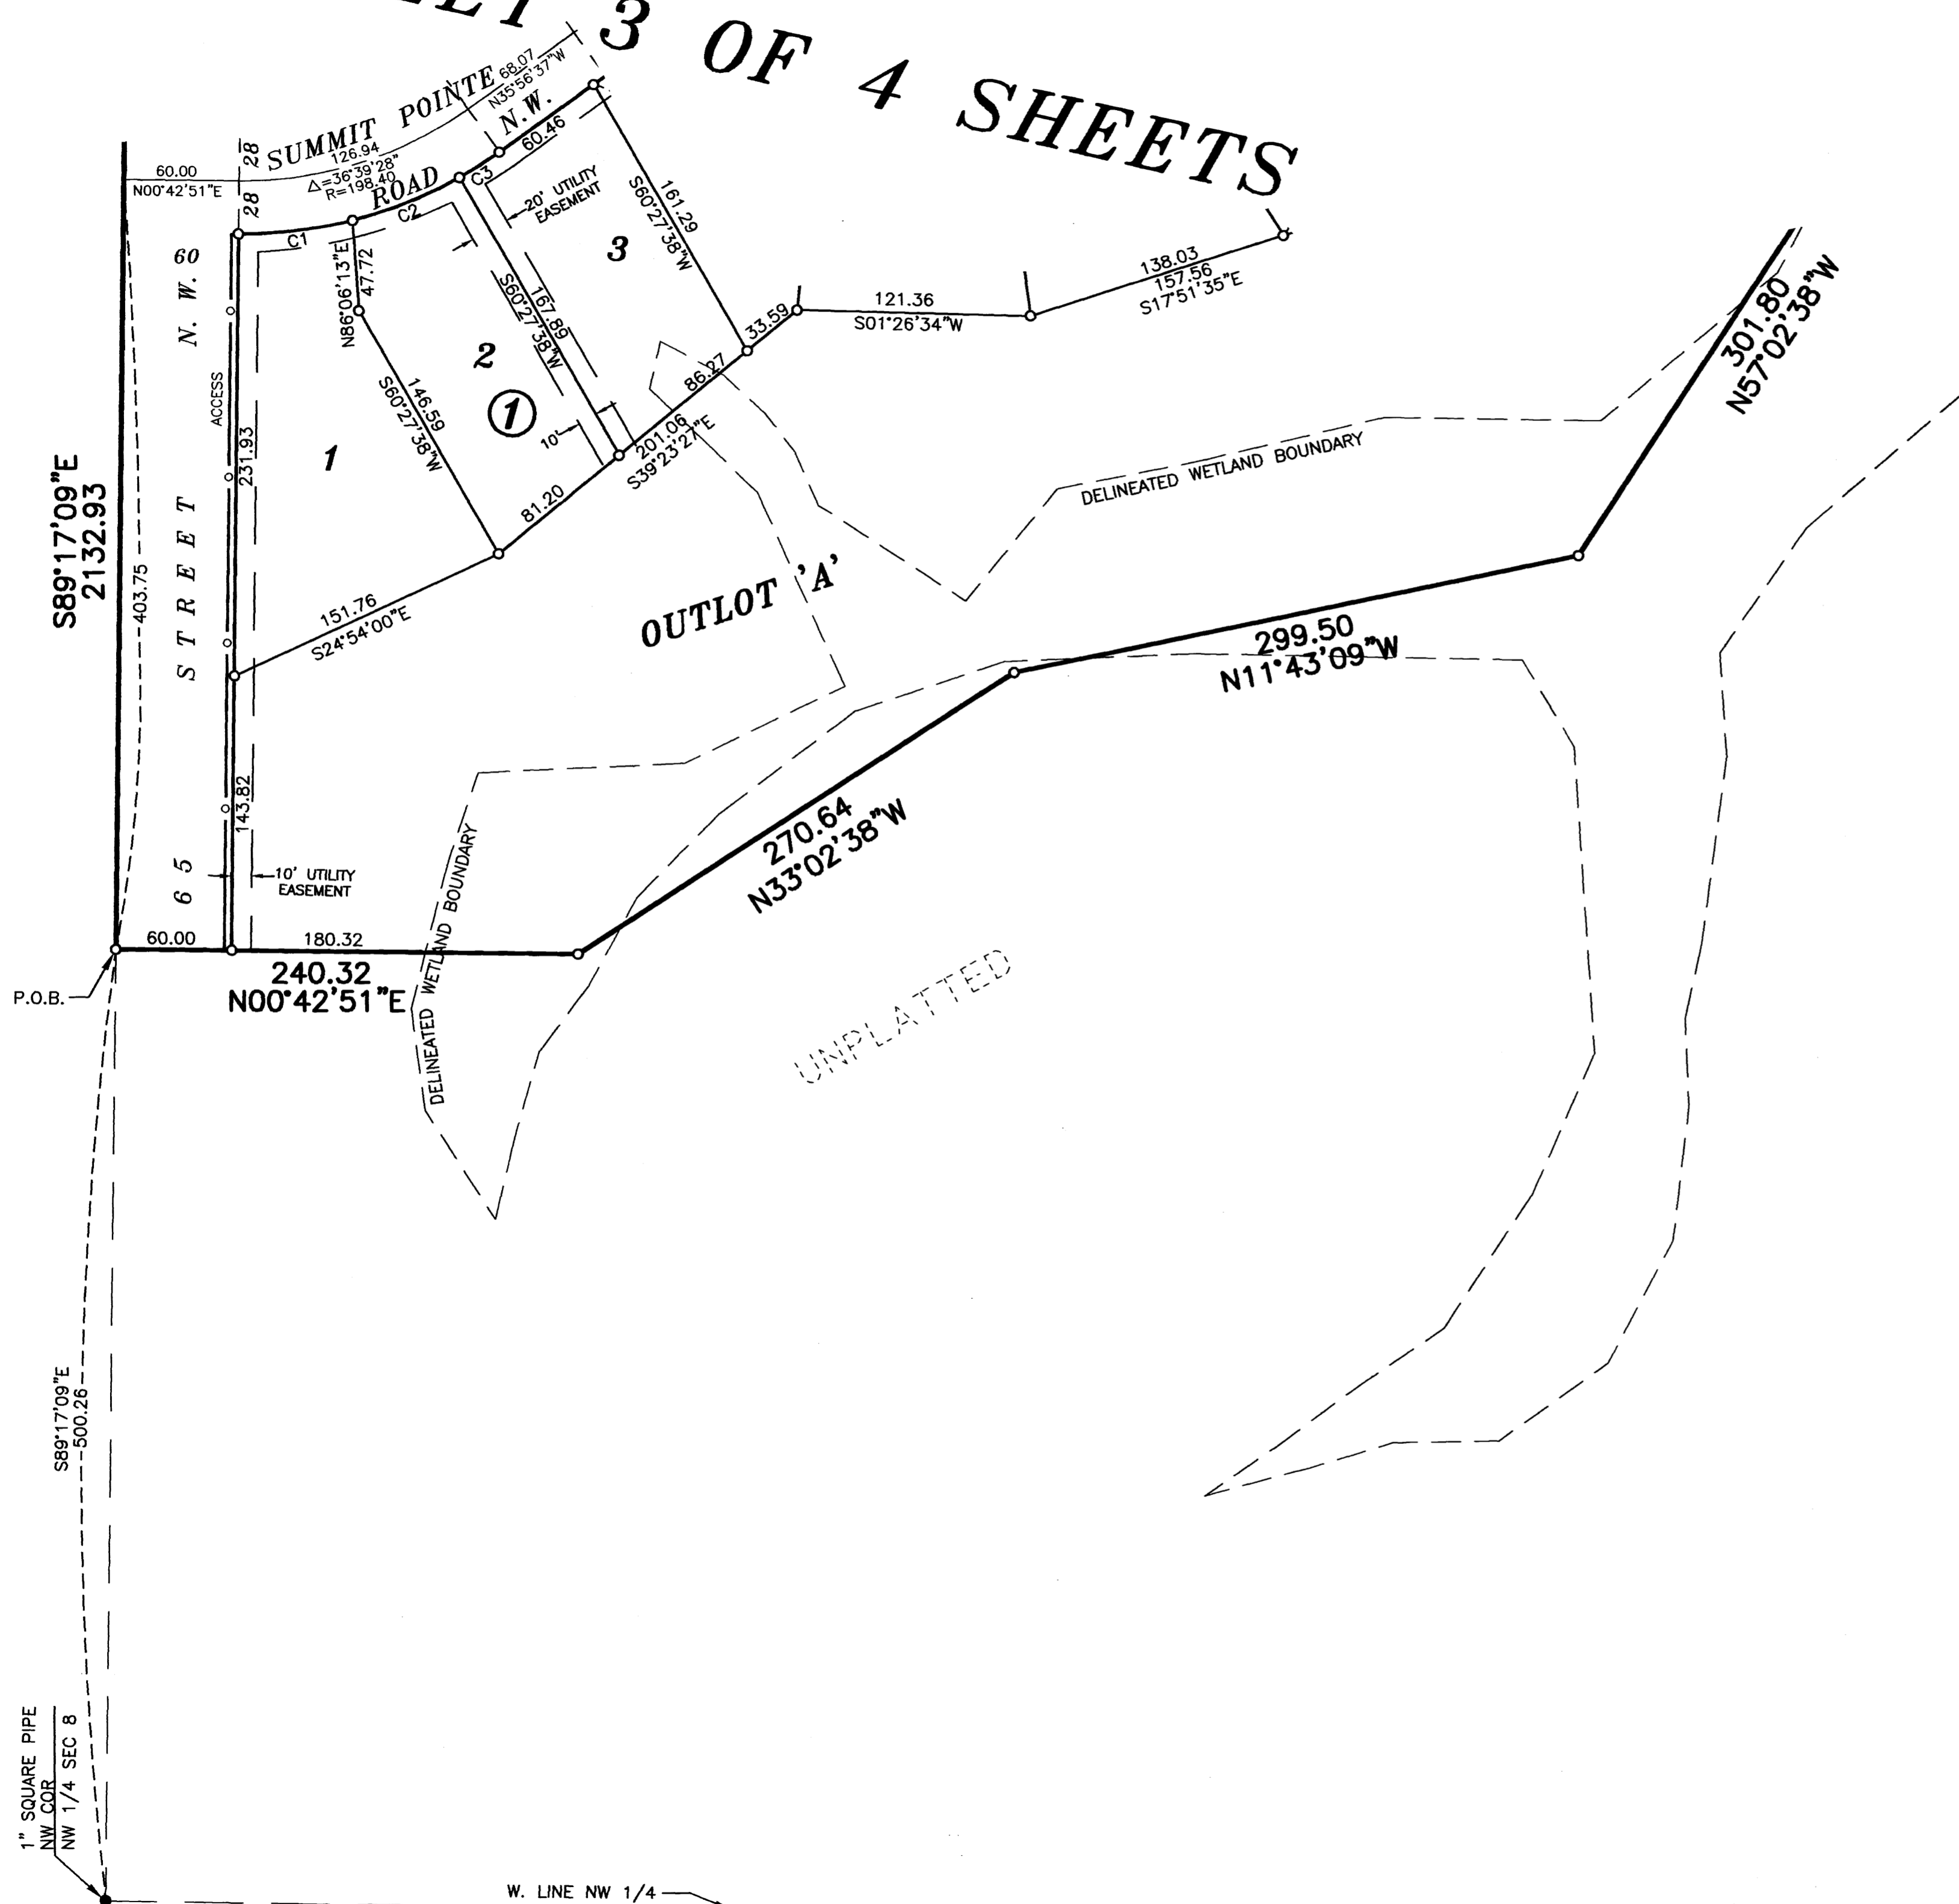 3 OF 4 SHEETS
SUMMIT POINTE
ROAD
N.W.
68.07
N35°56'37"W
126.94
Δ=36°39'28"
R=198.40
60.00
N00°42'51"E
28
28
60.46
C1
C2
C3
20' UTILITY
EASEMENT
161.29
S60°27'38"W
3
60
N. W.
STREET
65
ACCESS
N86°06'13"E
47.72
167.89
S60°27'38"W
2
1
146.59
S60°27'38"W
1
231.93
10'
33.59
86.27
201.06
S39°23'27"E
81.20
121.36
S01°26'34"W
138.03
157.56
S17°51'35"E
301.80
N57°02'38"W
DELINEATED WETLAND BOUNDARY
S89°17'09"E
2132.93
403.75
151.76
S24°54'00"E
OUTLOT 'A'
299.50
N11°43'09"W
143.82
10' UTILITY
EASEMENT
270.64
N33°02'38"W
DELINEATED WETLAND BOUNDARY
60.00
180.32
240.32
N00°42'51"E
P.O.B.
UNPLATTED
S89°17'09"E
500.26
1" SQUARE PIPE
NW COR
NW 1/4 SEC 8
W. LINE NW 1/4